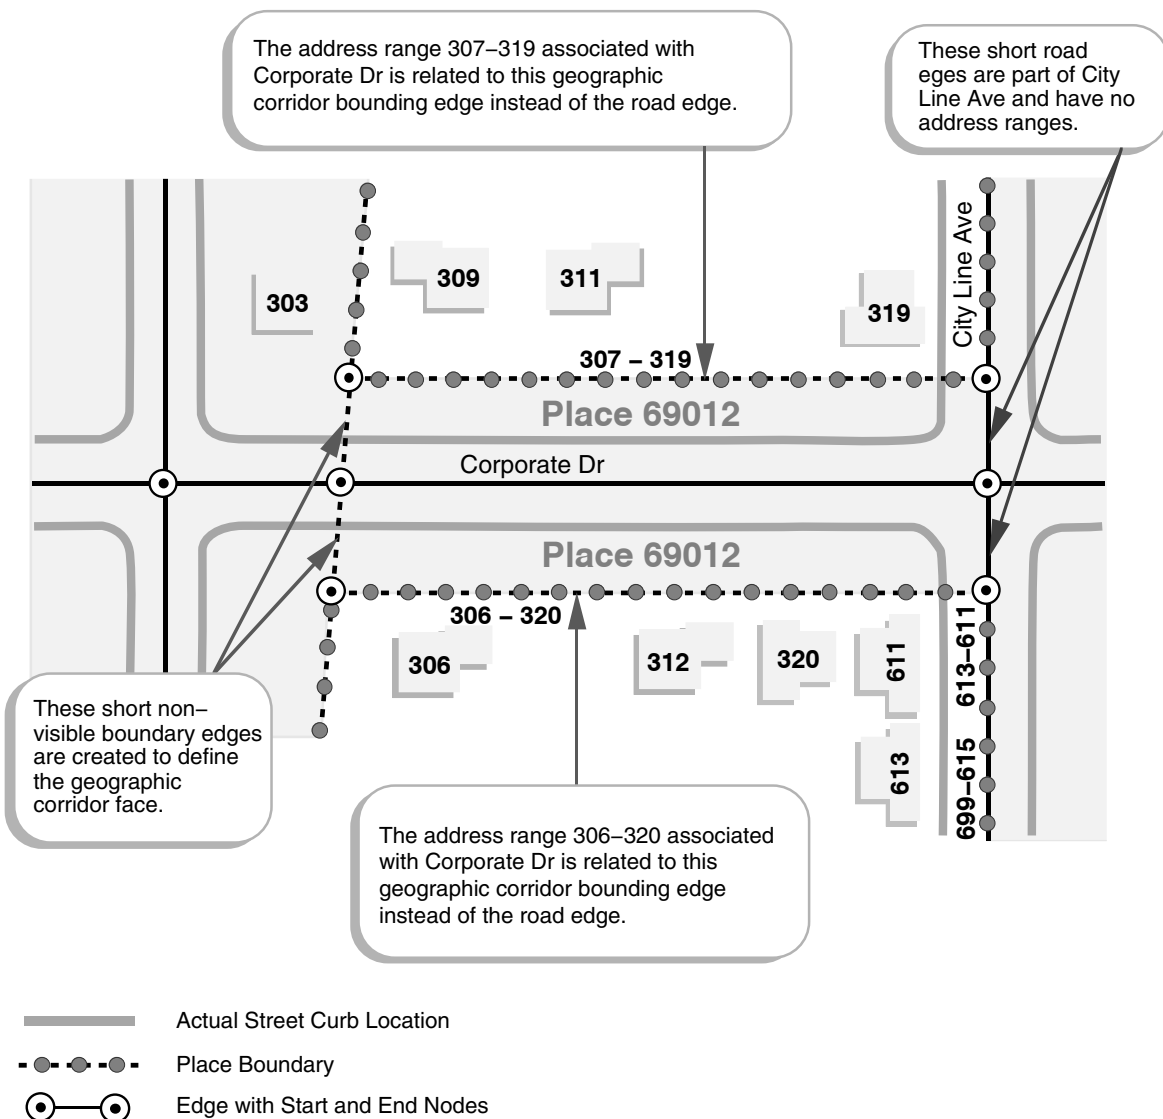 The address range 307–319 associated with
Corporate Dr is related to this geographic
corridor bounding edge instead of the road edge.
These short road
eges are part of City
Line Ave and have no
address ranges.
City Line Ave
303
309
311
319
307 – 319
Place 69012
Corporate Dr
Place 69012
306 – 320
306
312
320
611
613
613–611
699–615
These short non–
visible boundary edges
are created to define
the geographic
corridor face.
The address range 306–320 associated
with Corporate Dr is related to this
geographic corridor bounding edge
instead of the road edge.
Actual Street Curb Location
Place Boundary
Edge with Start and End Nodes